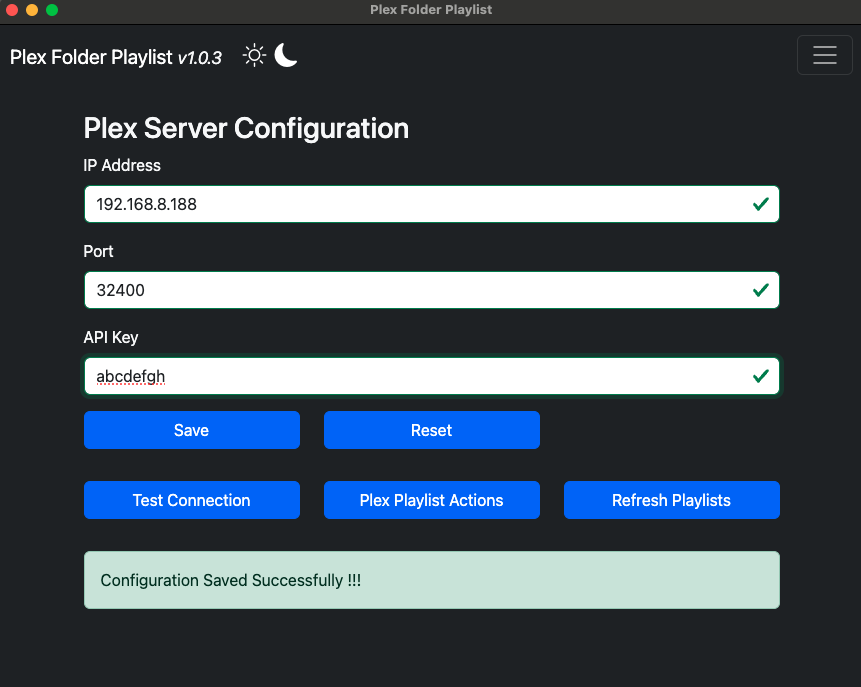 Plex Folder Playlist
Plex Folder Playlist v1.0.3
Plex Server Configuration
IP Address
192.168.8.188
Port
32400
API Key
abcdefgh
Save Reset
Test Connection Plex Playlist Actions Refresh Playlists
Configuration Saved Successfully !!!